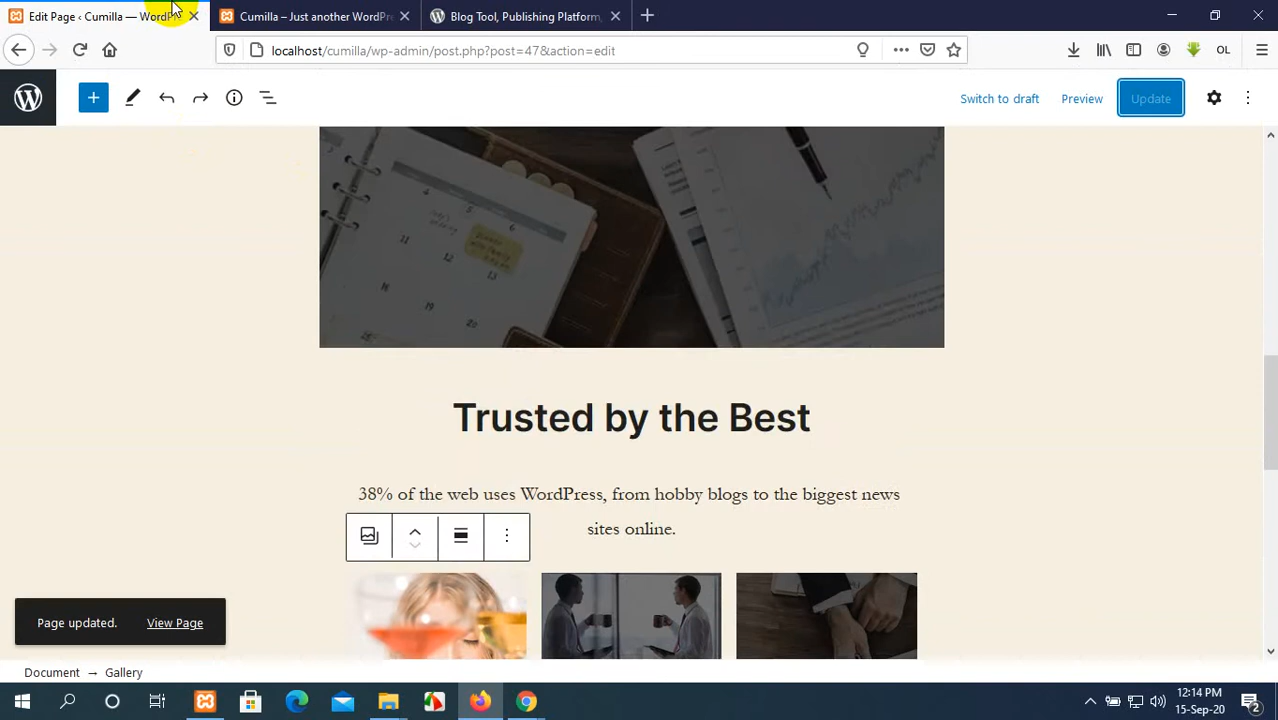 Edit Page ‹ Cumilla — WordPr
Cumilla – Just another WordPre
Blog Tool, Publishing Platform,
localhost/cumilla/wp-admin/post.php?post=47&action=edit
OL
Switch to draft
Preview
Update
Trusted by the Best
38% of the web uses WordPress, from hobby blogs to the biggest news
sites online.
Page updated. View Page
Document → Gallery
12:14 PM
15-Sep-20
2